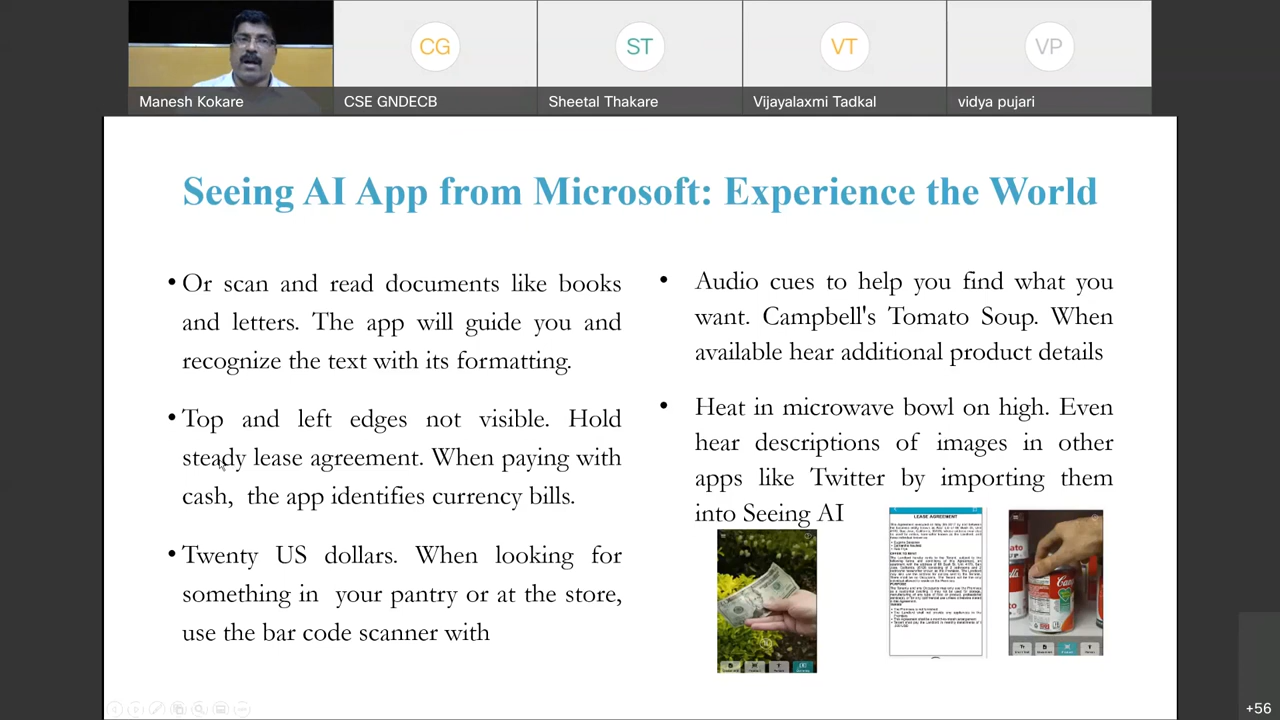 CG
ST
VT
VP
Manesh Kokare
CSE GNDECB
Sheetal Thakare
Vijayalaxmi Tadkal
vidya pujari
Seeing AI App from Microsoft: Experience the World
• Or scan and read documents like books
and letters. The app will guide you and
recognize the text with its formatting.
• Top and left edges not visible. Hold
steady lease agreement. When paying with
cash, the app identifies currency bills.
• Twenty US dollars. When looking for
something in your pantry or at the store,
use the bar code scanner with
• Audio cues to help you find what you
want. Campbell's Tomato Soup. When
available hear additional product details
• Heat in microwave bowl on high. Even
hear descriptions of images in other
apps like Twitter by importing them
into Seeing AI
LEASE AGREEMENT
+56